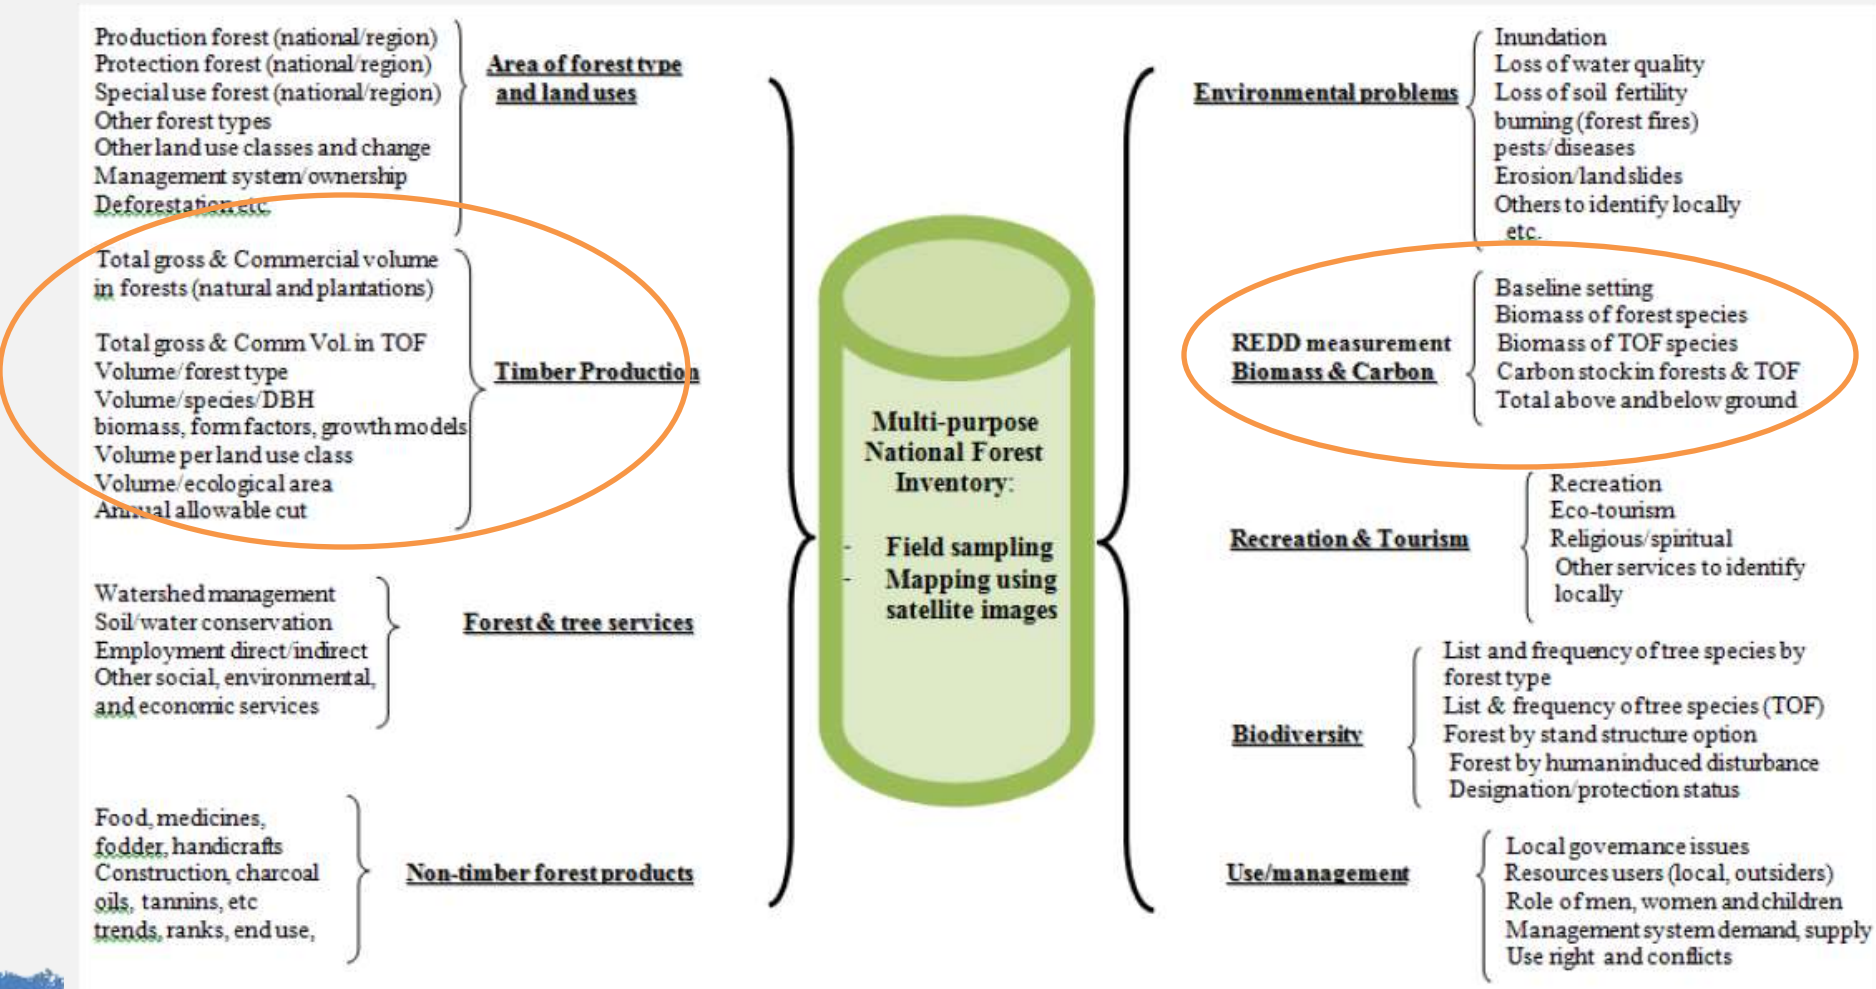 Production forest (national/region)
Protection forest (national/region)
Special use forest (national/region)
Other forest types
Other land use classes and change
Management system/ownership
Deforestation etc.
Area of forest type
and land uses
Total gross & Commercial volume
in forests (natural and plantations)
Total gross & Comm Vol. in TOF
Volume/forest type
Volume/species/DBH
biomass, form factors, growth models
Volume per land use class
Volume/ecological area
Annual allowable cut
Timber Production
Watershed management
Soil/water conservation
Employment direct/indirect
Other social, environmental,
and economic services
Forest & tree services
Food, medicines,
fodder, handicrafts
Construction, charcoal
oils, tannins, etc
trends, ranks, end use,
Non-timber forest products
Multi-purpose
National Forest
Inventory:
- Field sampling
- Mapping using
satellite images
Environmental problems
Inundation
Loss of water quality
Loss of soil fertility
burning (forest fires)
pests/diseases
Erosion/landslides
Others to identify locally
etc.
REDD measurement
Biomass & Carbon
Baseline setting
Biomass of forest species
Biomass of TOF species
Carbon stock in forests & TOF
Total above and below ground
Recreation & Tourism
Recreation
Eco-tourism
Religious/spiritual
Other services to identify
locally
Biodiversity
List and frequency of tree species by
forest type
List & frequency of tree species (TOF)
Forest by stand structure option
Forest by human induced disturbance
Designation/protection status
Use/management
Local governance issues
Resources users (local, outsiders)
Role of men, women and children
Management system demand, supply
Use right and conflicts